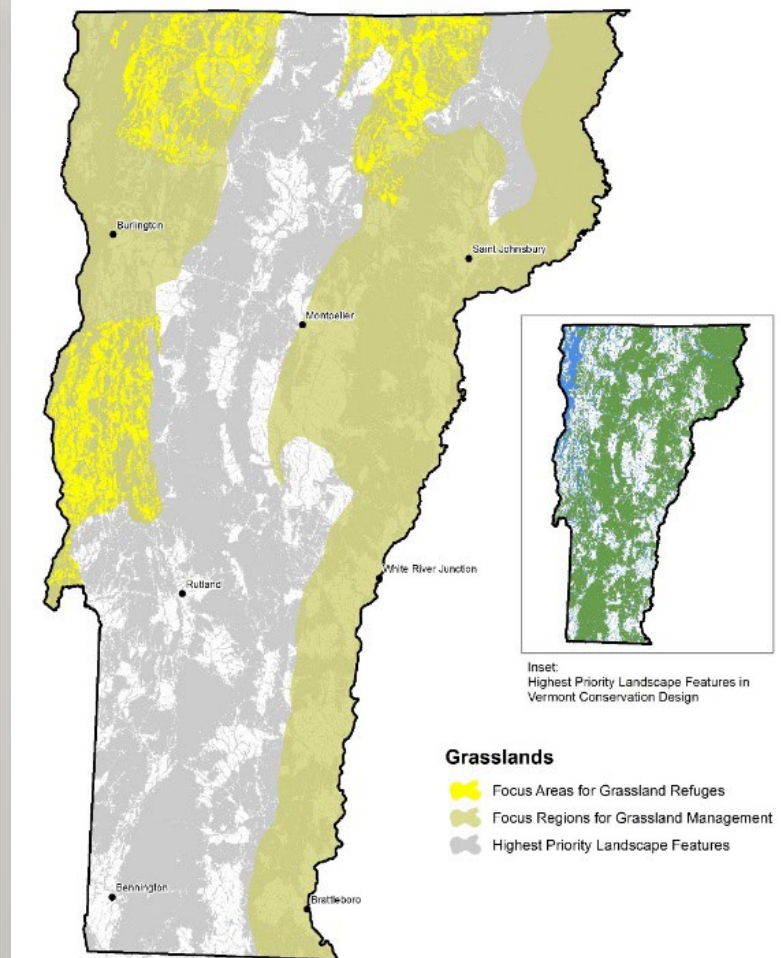 Burlington
Saint Johnsbury
Montpelier
White River Junction
Rutland
Inset:
Highest Priority Landscape Features in
Vermont Conservation Design
Grasslands
Focus Areas for Grassland Refuges
Focus Regions for Grassland Management
Highest Priority Landscape Features
Bennington
Brattleboro